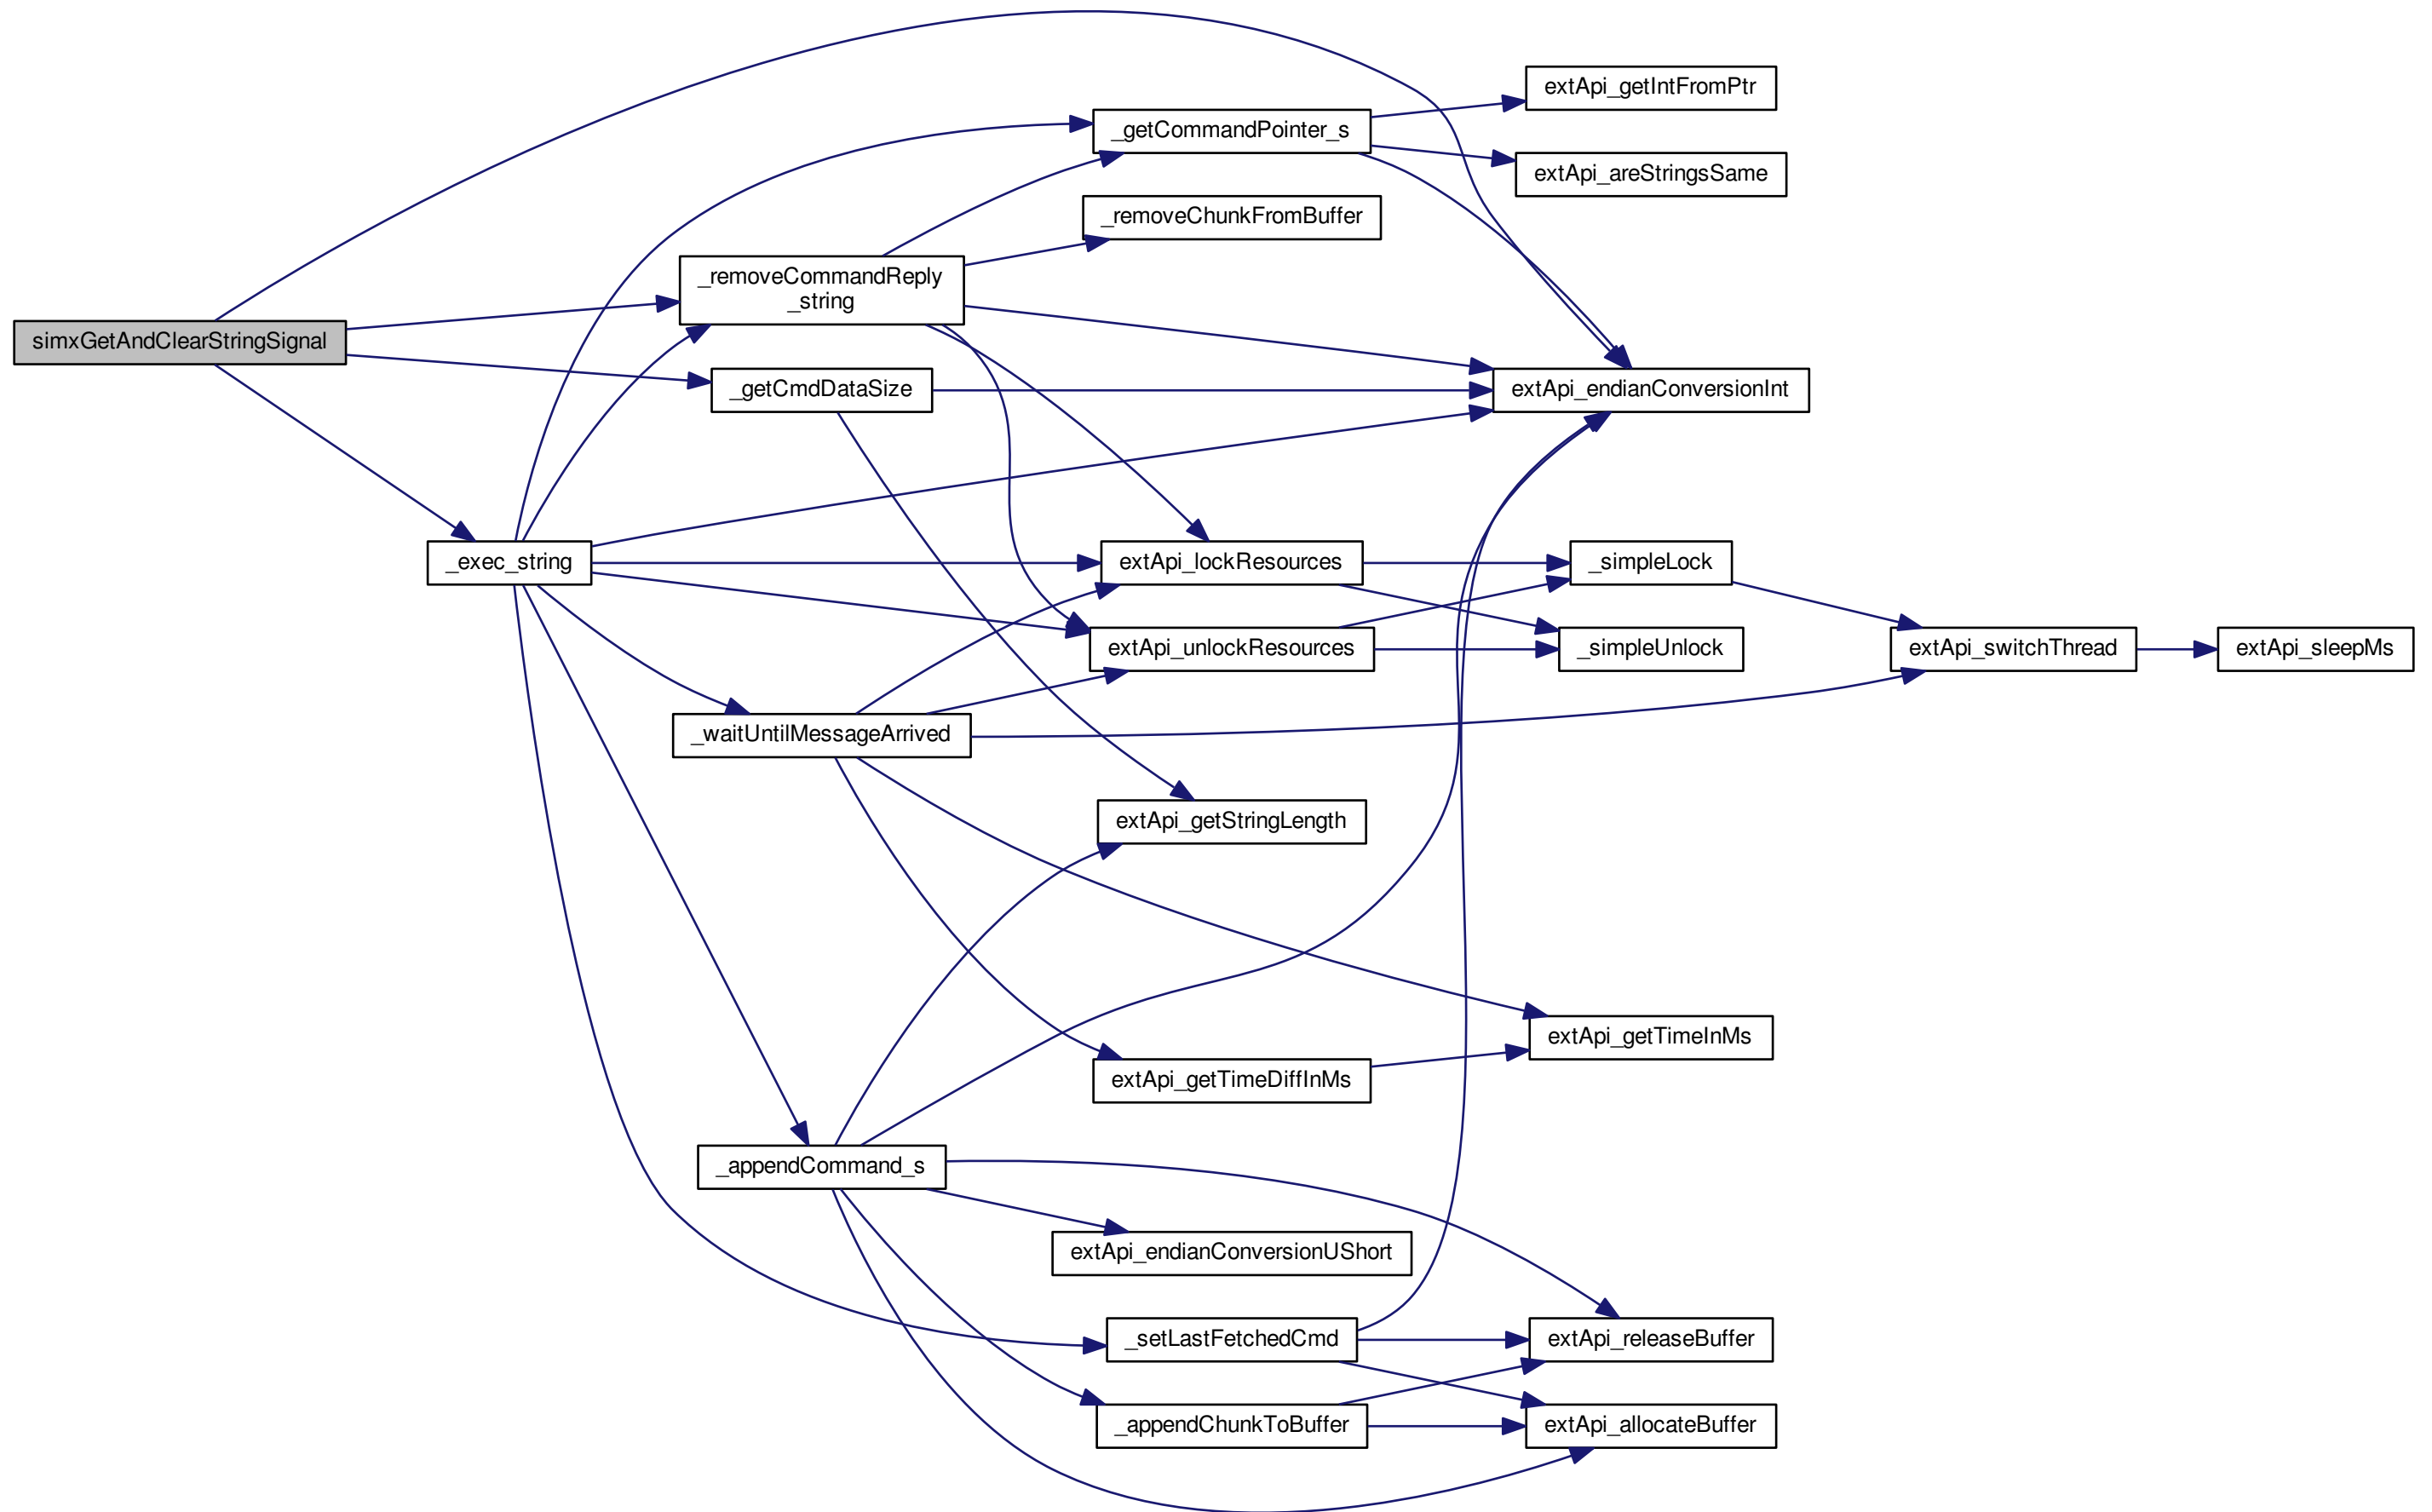 extApi_getIntFromPtr
_getCommandPointer_s
extApi_areStringsSame
_removeChunkFromBuffer
_removeCommandReply
_string
simxGetAndClearStringSignal
_getCmdDataSize
extApi_endianConversionInt
_exec_string
extApi_lockResources
_simpleLock
extApi_unlockResources
_simpleUnlock
extApi_switchThread
extApi_sleepMs
_waitUntilMessageArrived
extApi_getStringLength
extApi_getTimeInMs
extApi_getTimeDiffInMs
_appendCommand_s
extApi_endianConversionUShort
_setLastFetchedCmd
extApi_releaseBuffer
_appendChunkToBuffer
extApi_allocateBuffer